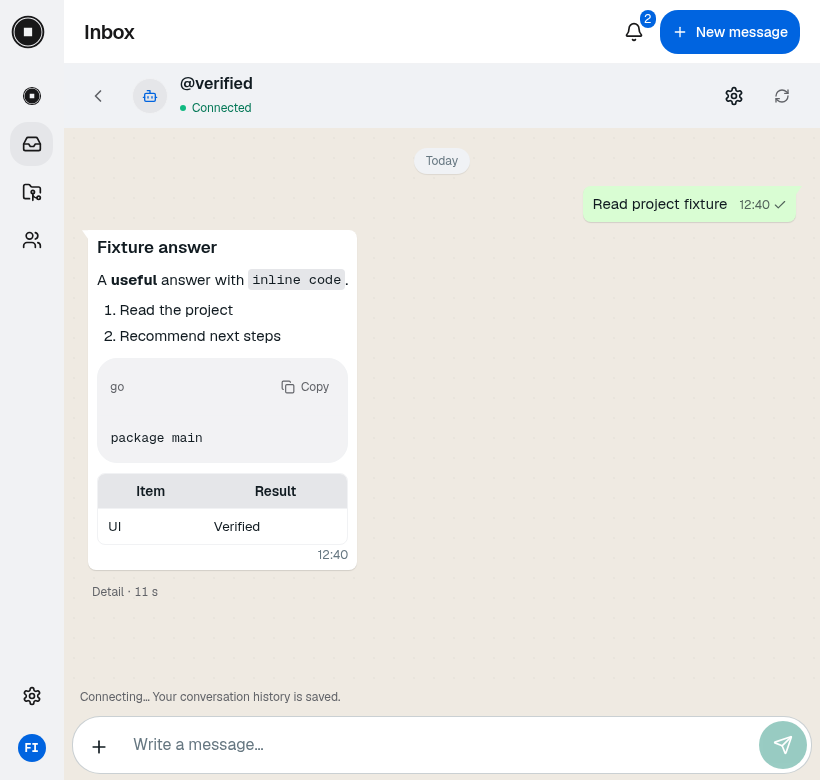 Inbox
2
New message
@verified
Connected
Today
Read project fixture 12:40
Fixture answer
A useful answer with inline code.
1. Read the project
2. Recommend next steps
go Copy
package main
Item Result
UI Verified
12:40
Detail · 11 s
Connecting… Your conversation history is saved.
FI
Write a message…